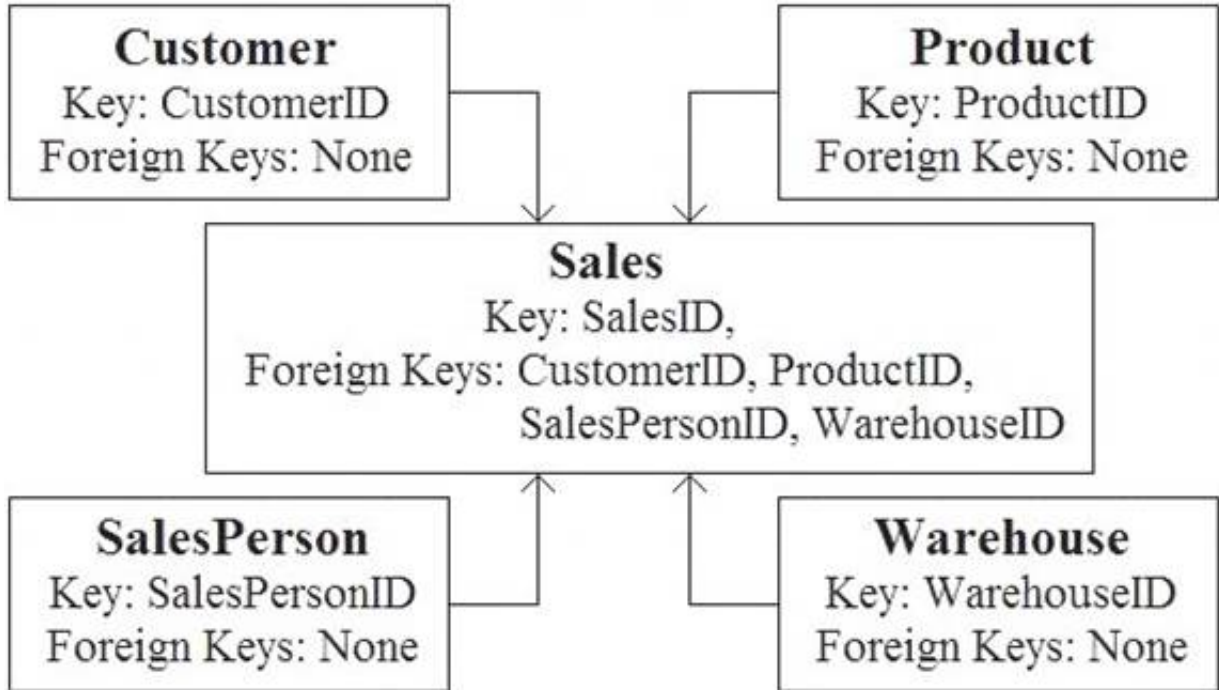 Customer
Key: CustomerID
Foreign Keys: None
Product
Key: ProductID
Foreign Keys: None
Sales
Key: SalesID,
Foreign Keys: CustomerID, ProductID,
SalesPersonID, WarehouseID
SalesPerson
Key: SalesPersonID
Foreign Keys: None
Warehouse
Key: WarehouseID
Foreign Keys: None